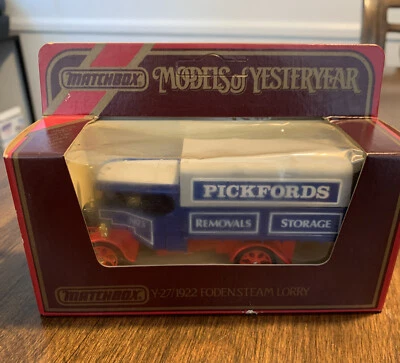 MATCHBOX MODELS of YESTERYEAR
PICKFORDS
REMOVALS STORAGE
MATCHBOX Y-27/1922 FODEN STEAM LORRY